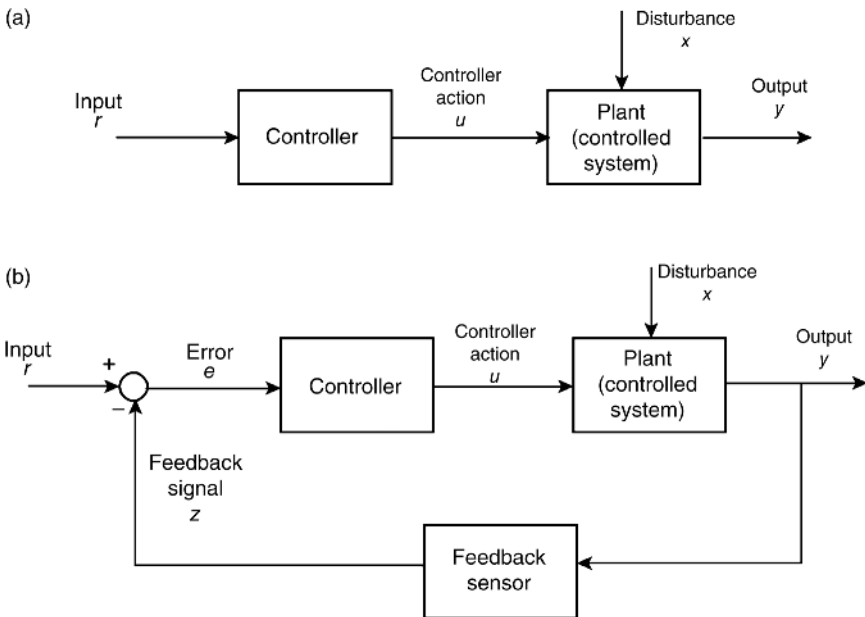 (a)
Disturbance
x
Input
r
Controller
Controller
action
u
Plant
(controlled
system)
Output
y
(b)
Disturbance
x
Input
r
+
−
Error
e
Controller
Controller
action
u
Plant
(controlled
system)
Output
y
Feedback
signal
z
Feedback
sensor